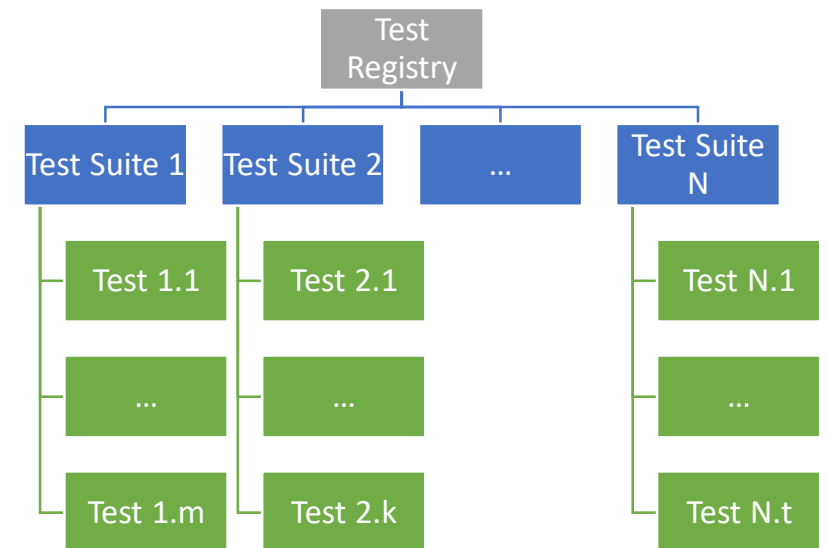 Test
Registry
Test Suite 1
Test Suite 2
...
Test Suite
N
Test 1.1
Test 2.1
Test N.1
...
...
...
Test 1.m
Test 2.k
Test N.t